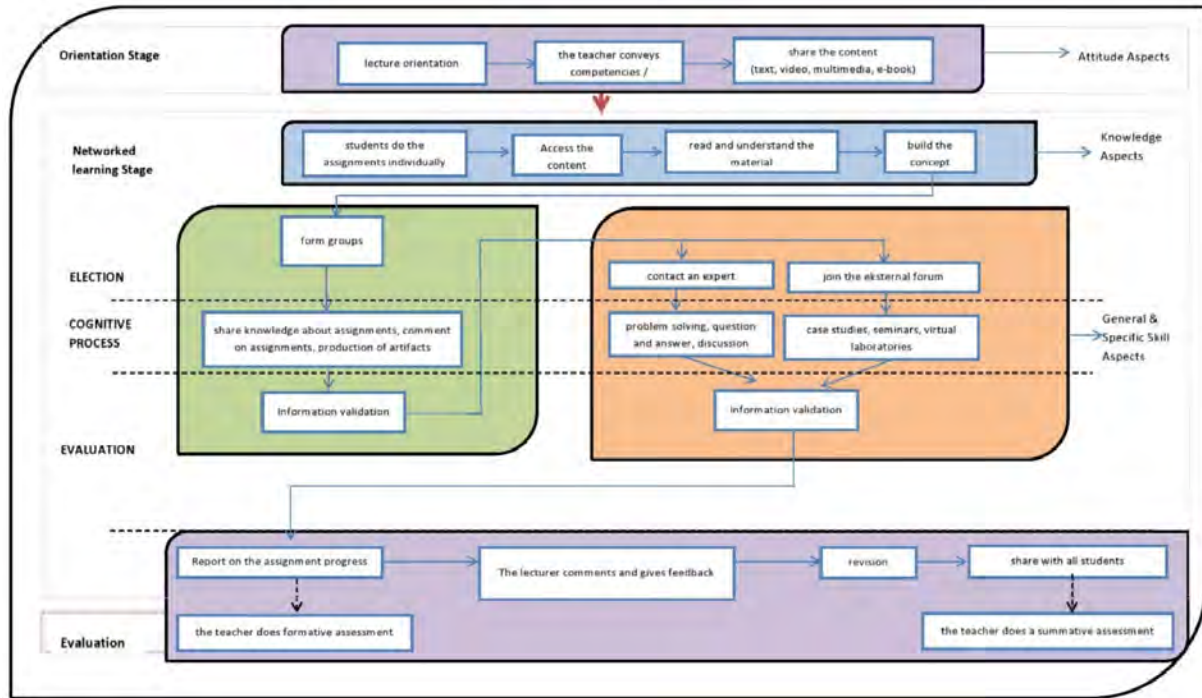 Orientation Stage
lecture orientation
the teacher conveys
competencies /
share the content
(text, video, multimedia, e-book)
Attitude Aspects
Networked
learning Stage
students do the
assignments individually
Access the
content
read and understand the
material
build the
concept
Knowledge
Aspects
form groups
ELECTION
contact an expert
join the eksternal forum
COGNITIVE
PROCESS
share knowledge about assignments, comment
on assignments, production of artifacts
problem solving, question
and answer, discussion
case studies, seminars, virtual
laboratories
General &
Specific Skill
Aspects
Information validation
Information validation
EVALUATION
Report on the assignment progress
The lecturer comments and gives feedback
revision
share with all students
Evaluation
the teacher does formative assessment
the teacher does a summative assessment